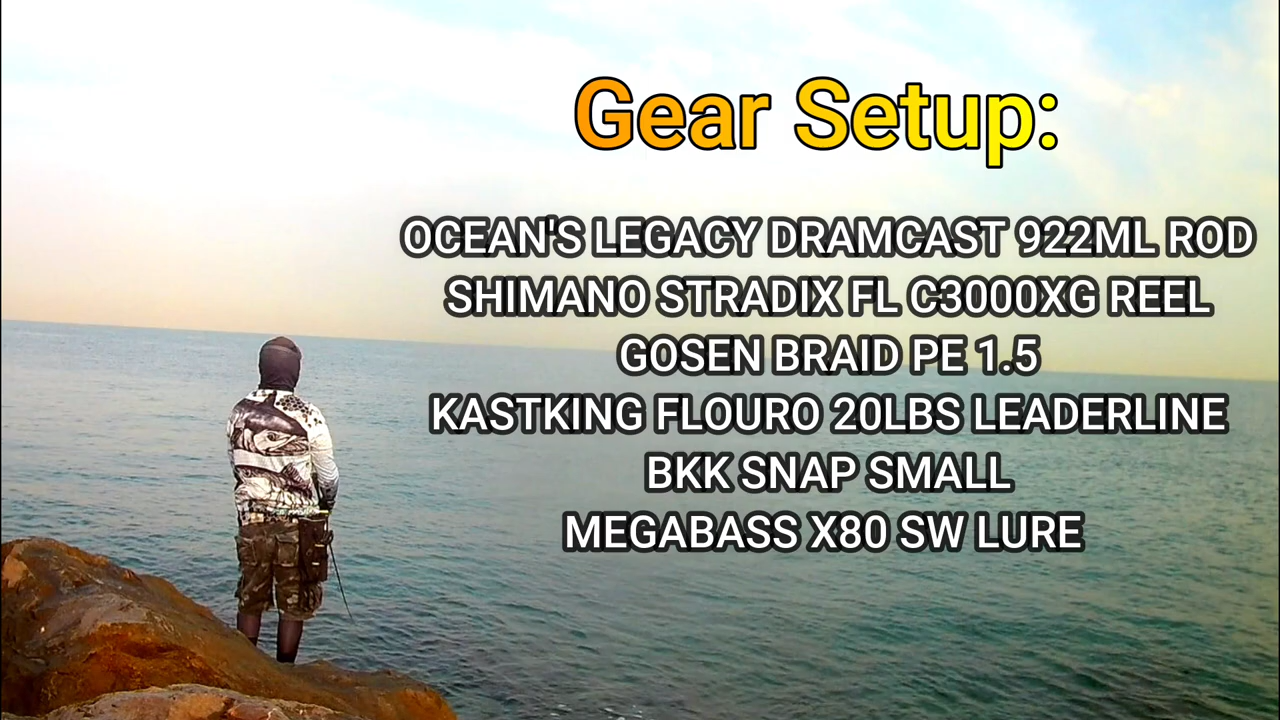 Gear Setup:
OCEAN'S LEGACY DRAMCAST 922ML ROD
SHIMANO STRADIX FL C3000XG REEL
GOSEN BRAID PE 1.5
KASTKING FLOURO 20LBS LEADERLINE
BKK SNAP SMALL
MEGABASS X80 SW LURE